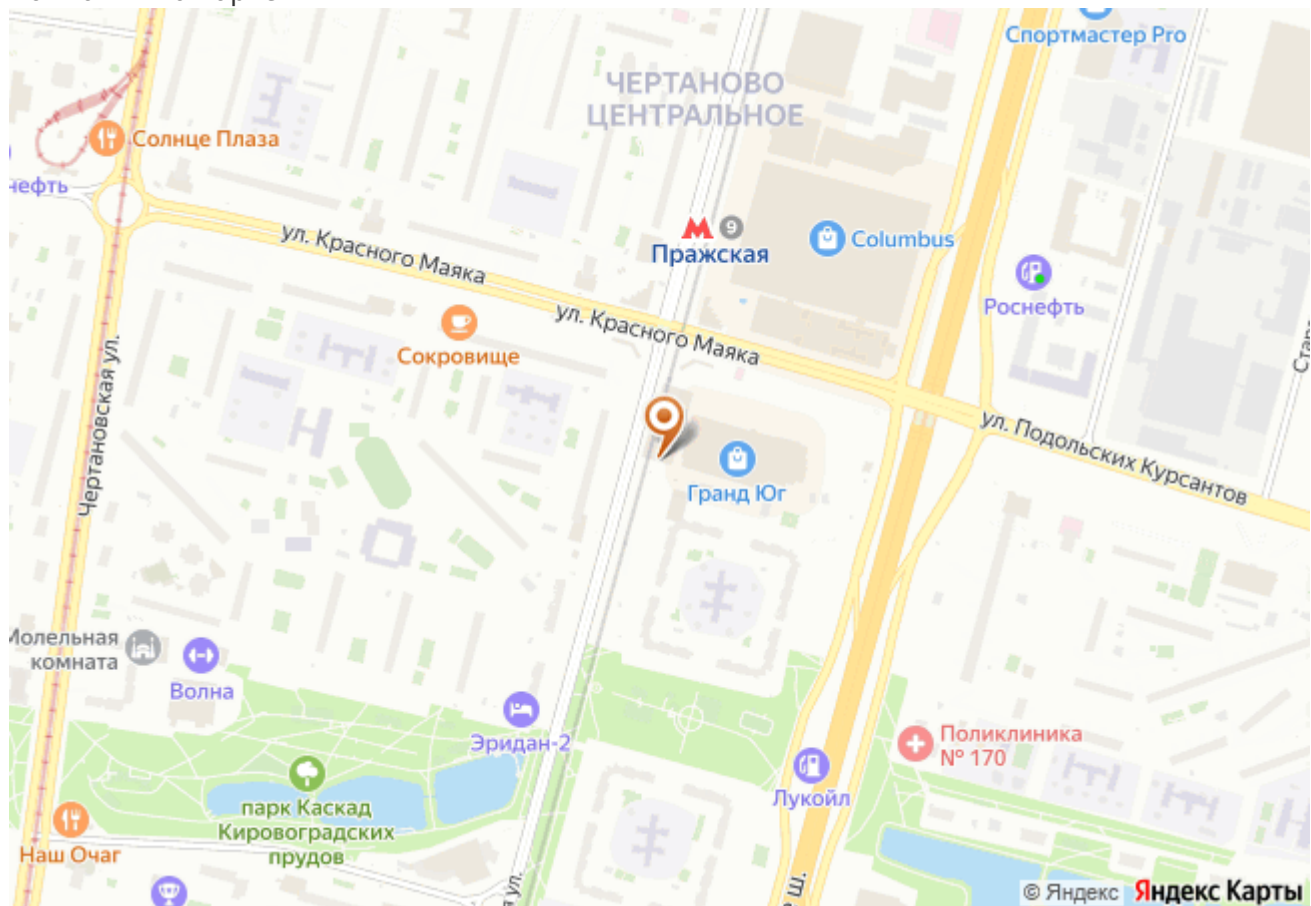 Спортмастер Pro
ЧЕРТАНОВО
ЦЕНТРАЛЬНОЕ
Солнце Плаза
нефть
ул. Красного Маяка
9
Пражская
Columbus
Роснефть
ул. Красного Маяка
Сокровище
Чертановская ул.
ул. Подольских Курсантов
Гранд Юг
Молельная
комната
Волна
Эридан-2
Поликлиника
№ 170
Лукойл
парк Каскад
Кировоградских
прудов
Наш Очаг
ул.
ш.
© Яндекс Яндекс Карты